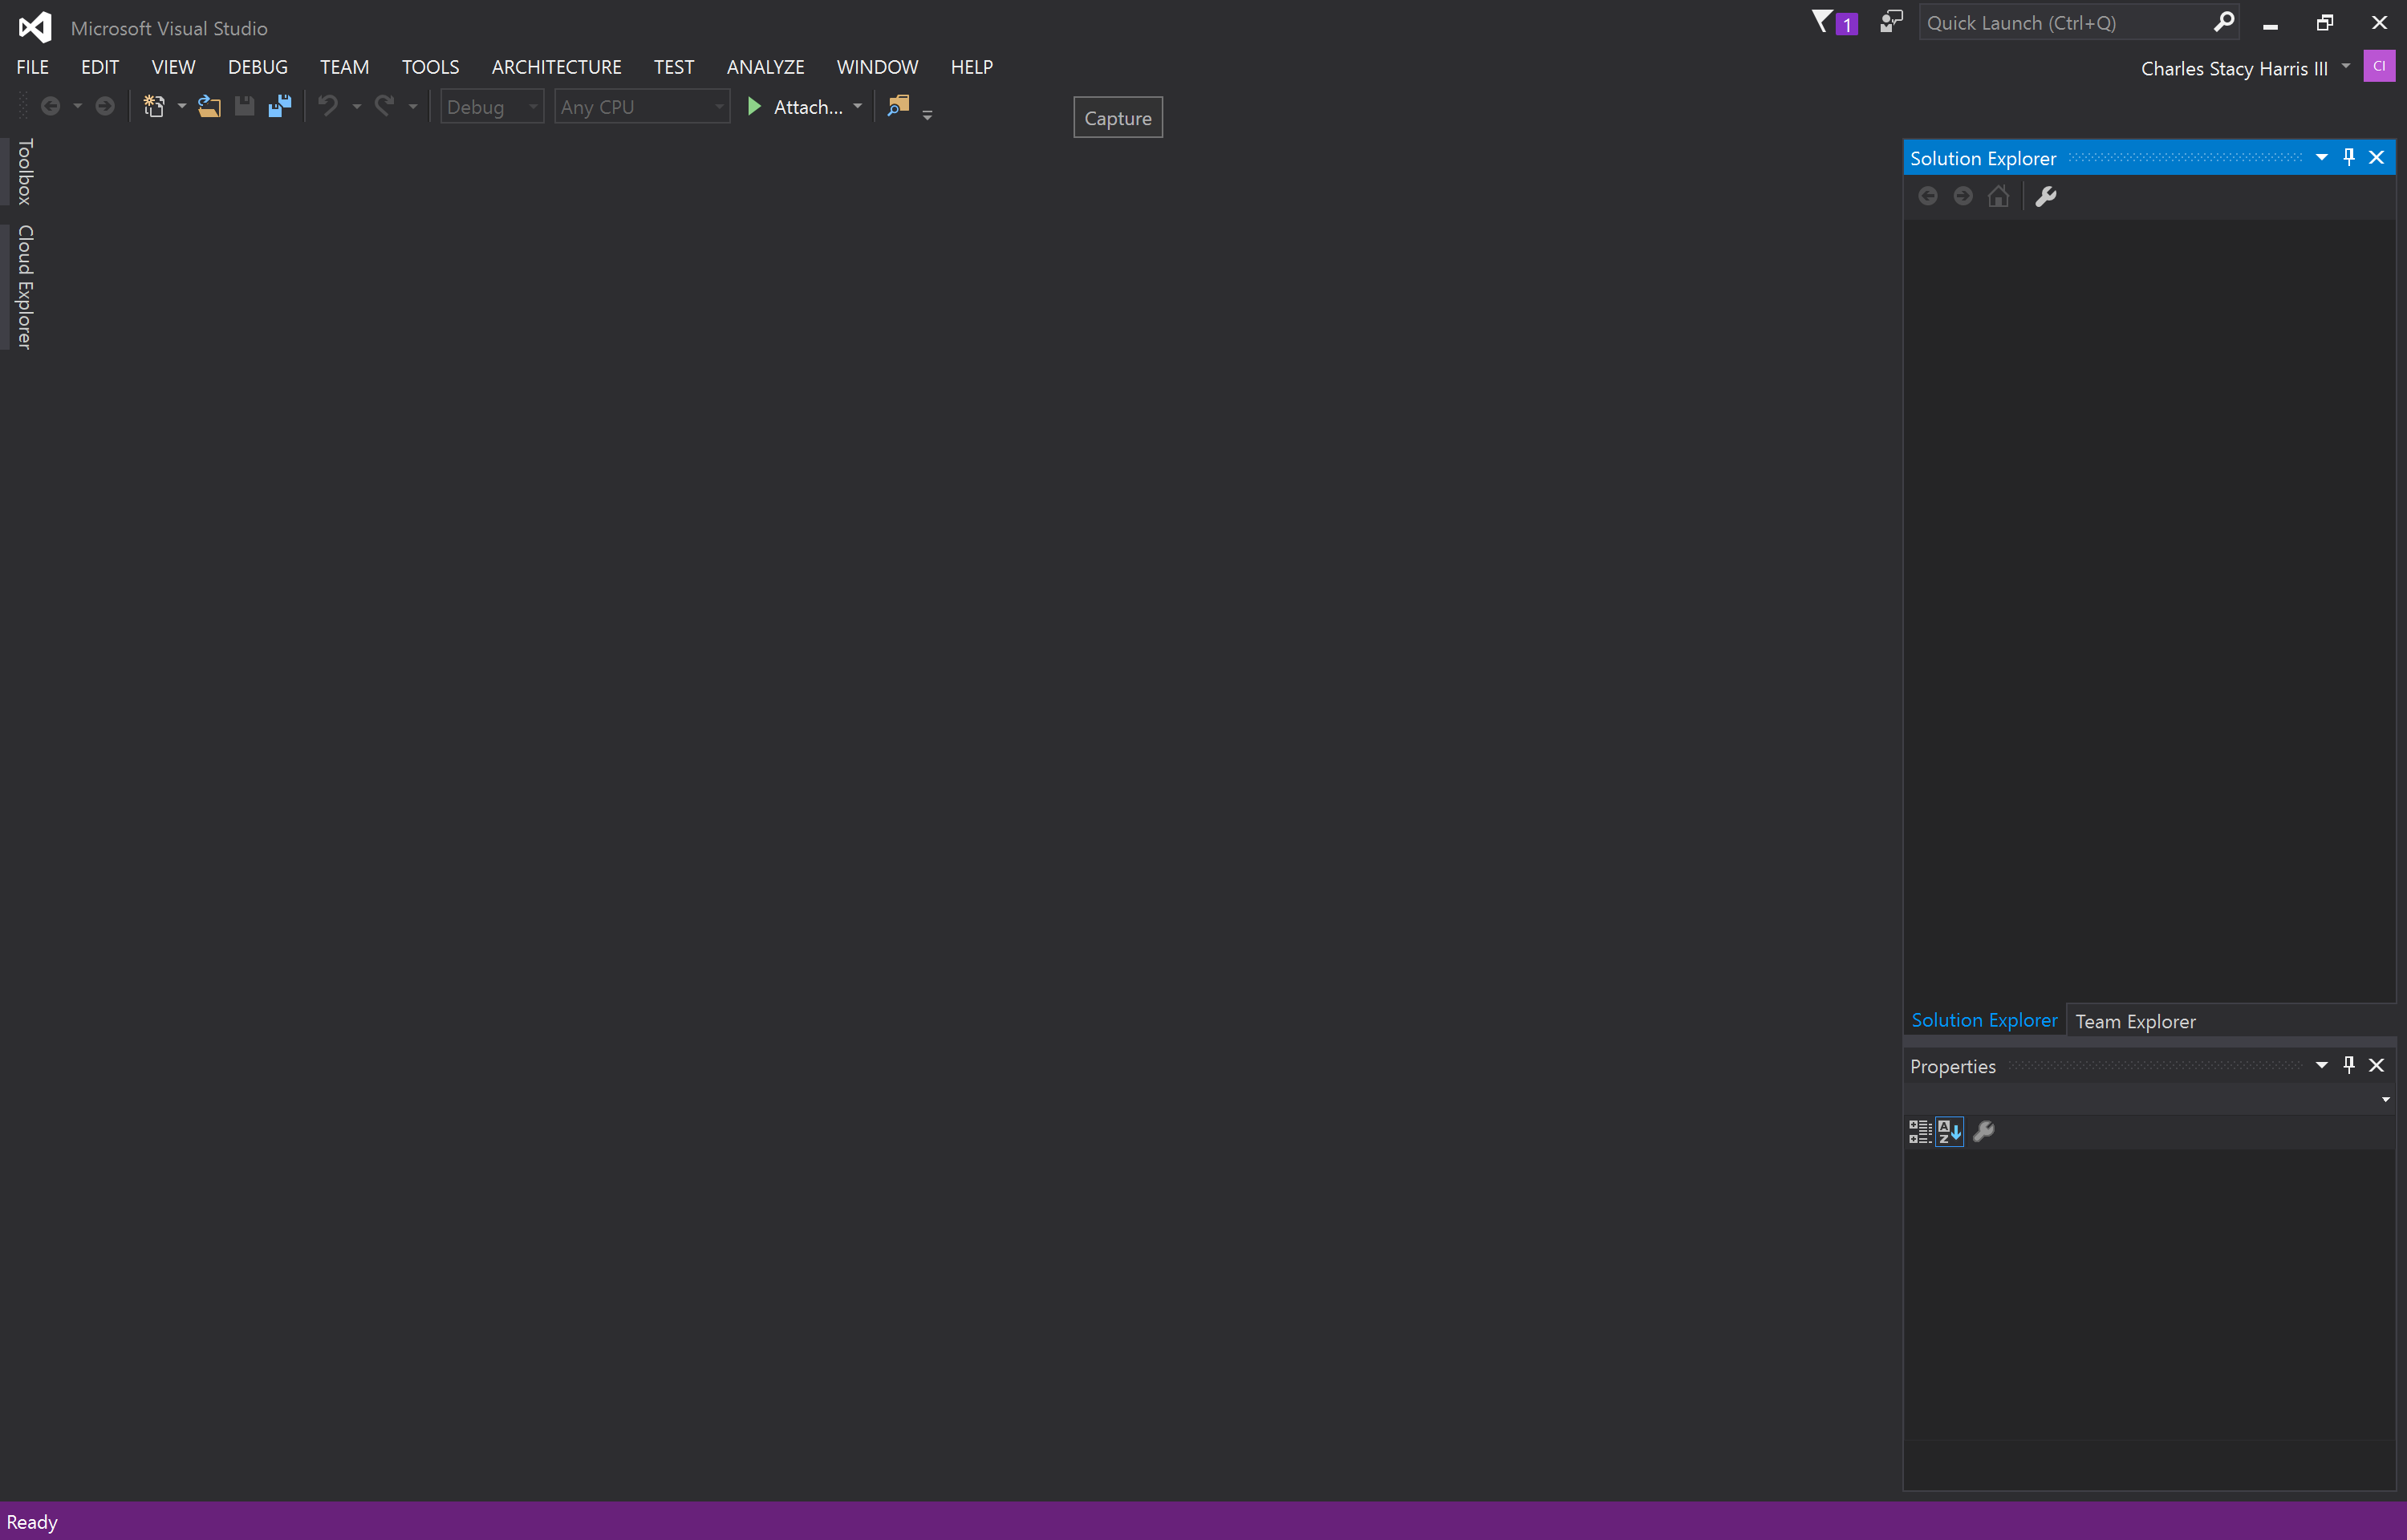 Microsoft Visual Studio
1
Quick Launch (Ctrl+Q)
FILE EDIT VIEW DEBUG TEAM TOOLS ARCHITECTURE TEST ANALYZE WINDOW HELP
Charles Stacy Harris III
CI
Debug
Any CPU
Attach...
Capture
Toolbox
Cloud Explorer
Solution Explorer
Solution Explorer
Team Explorer
Properties
Ready